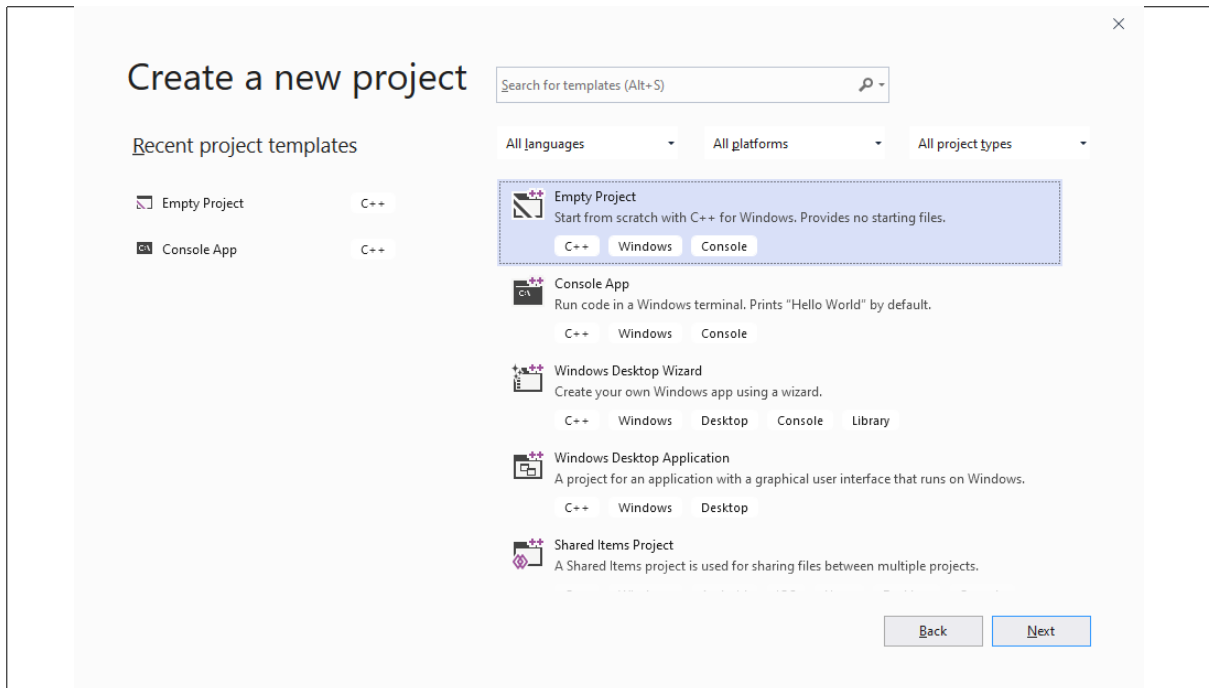 Create a new project
Search for templates (Alt+S)
Recent project templates
All languages
All platforms
All project types
Empty Project C++
Console App C++
Empty Project
Start from scratch with C++ for Windows. Provides no starting files.
C++ Windows Console
Console App
Run code in a Windows terminal. Prints "Hello World" by default.
C++ Windows Console
Windows Desktop Wizard
Create your own Windows app using a wizard.
C++ Windows Desktop Console Library
Windows Desktop Application
A project for an application with a graphical user interface that runs on Windows.
C++ Windows Desktop
Shared Items Project
A Shared Items project is used for sharing files between multiple projects.
Back
Next